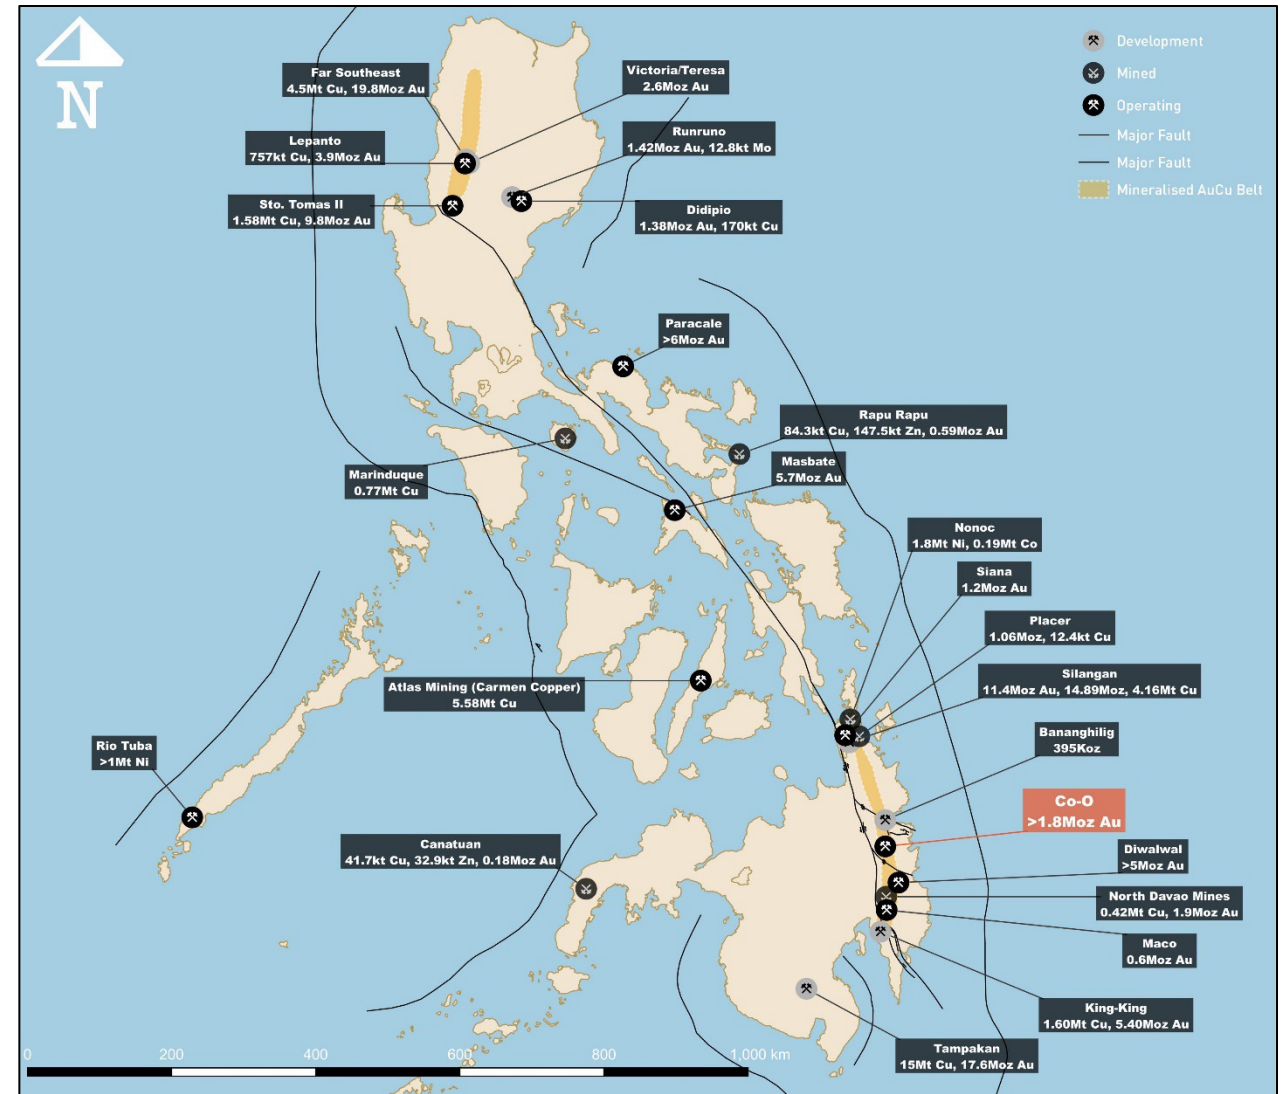 N
Development
Mined
Operating
Major Fault
Major Fault
Mineralised AuCu Belt
Far Southeast
4.5Mt Cu, 19.8Moz Au
Victoria/Teresa
2.6Moz Au
Lepanto
757kt Cu, 3.9Moz Au
Runruno
1.42Moz Au, 12.8kt Mo
Sto. Tomas II
1.58Mt Cu, 9.8Moz Au
Didipio
1.38Moz Au, 170kt Cu
Paracale
>6Moz Au
Rapu Rapu
84.3kt Cu, 147.5kt Zn, 0.59Moz Au
Marinduque
0.77Mt Cu
Masbate
5.7Moz Au
Nonoc
1.8Mt Ni, 0.19Mt Co
Siana
1.2Moz Au
Placer
1.06Moz, 12.4kt Cu
Silangan
11.4Moz Au, 14.89Moz, 4.16Mt Cu
Atlas Mining (Carmen Copper)
5.58Mt Cu
Bananghilig
395Koz
Rio Tuba
>1Mt Ni
Co-O
>1.8Moz Au
Canatuan
41.7kt Cu, 32.9kt Zn, 0.18Moz Au
Diwalwal
>5Moz Au
North Davao Mines
0.42Mt Cu, 1.9Moz Au
Maco
0.6Moz Au
King-King
1.60Mt Cu, 5.40Moz Au
Tampakan
15Mt Cu, 17.6Moz Au
0 200 400 600 800 1,000 km